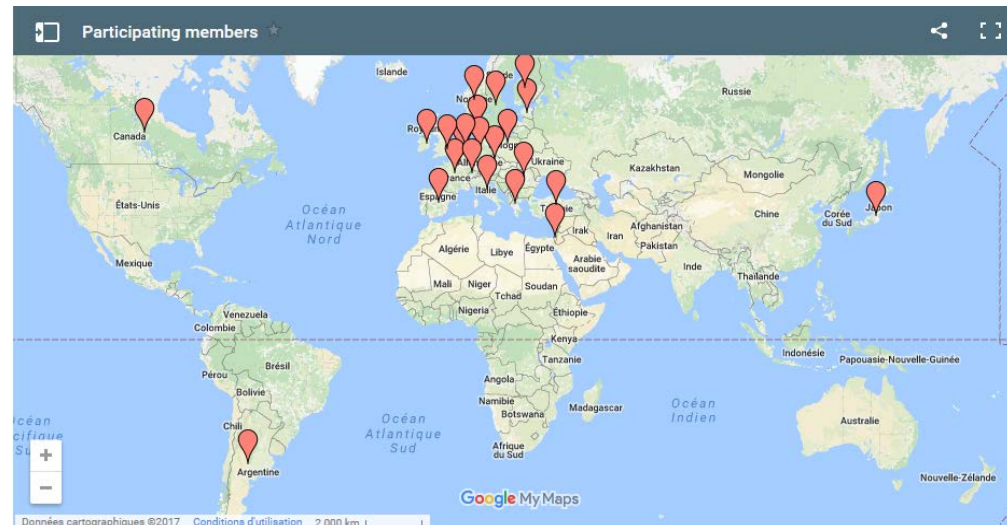 Participating members
Islande
Russie
Canada
Ukraine
Kazakhstan
Mongolie
Espagne
Italie
États-Unis
Océan
Atlantique
Nord
Chine
Corée
du Sud
Japon
Irak
Iran
Afghanistan
Pakistan
Algérie
Libye
Égypte
Arabie
saoudite
Mexique
Inde
Thaïlande
Mali
Niger
Tchad
Soudan
Nigeria
Éthiopie
Venezuela
Colombie
Kenya
Tanzanie
Indonésie
Papouasie-Nouvelle-Guinée
Pérou
Brésil
Bolivie
Angola
Namibie
Botswana
Madagascar
Océan
Indien
Océan
Atlantique
Sud
Chili
Afrique
du Sud
Australie
Argentine
Nouvelle-Zélande
Google My Maps
Données cartographiques ©2017 Conditions d'utilisation 2 000 km